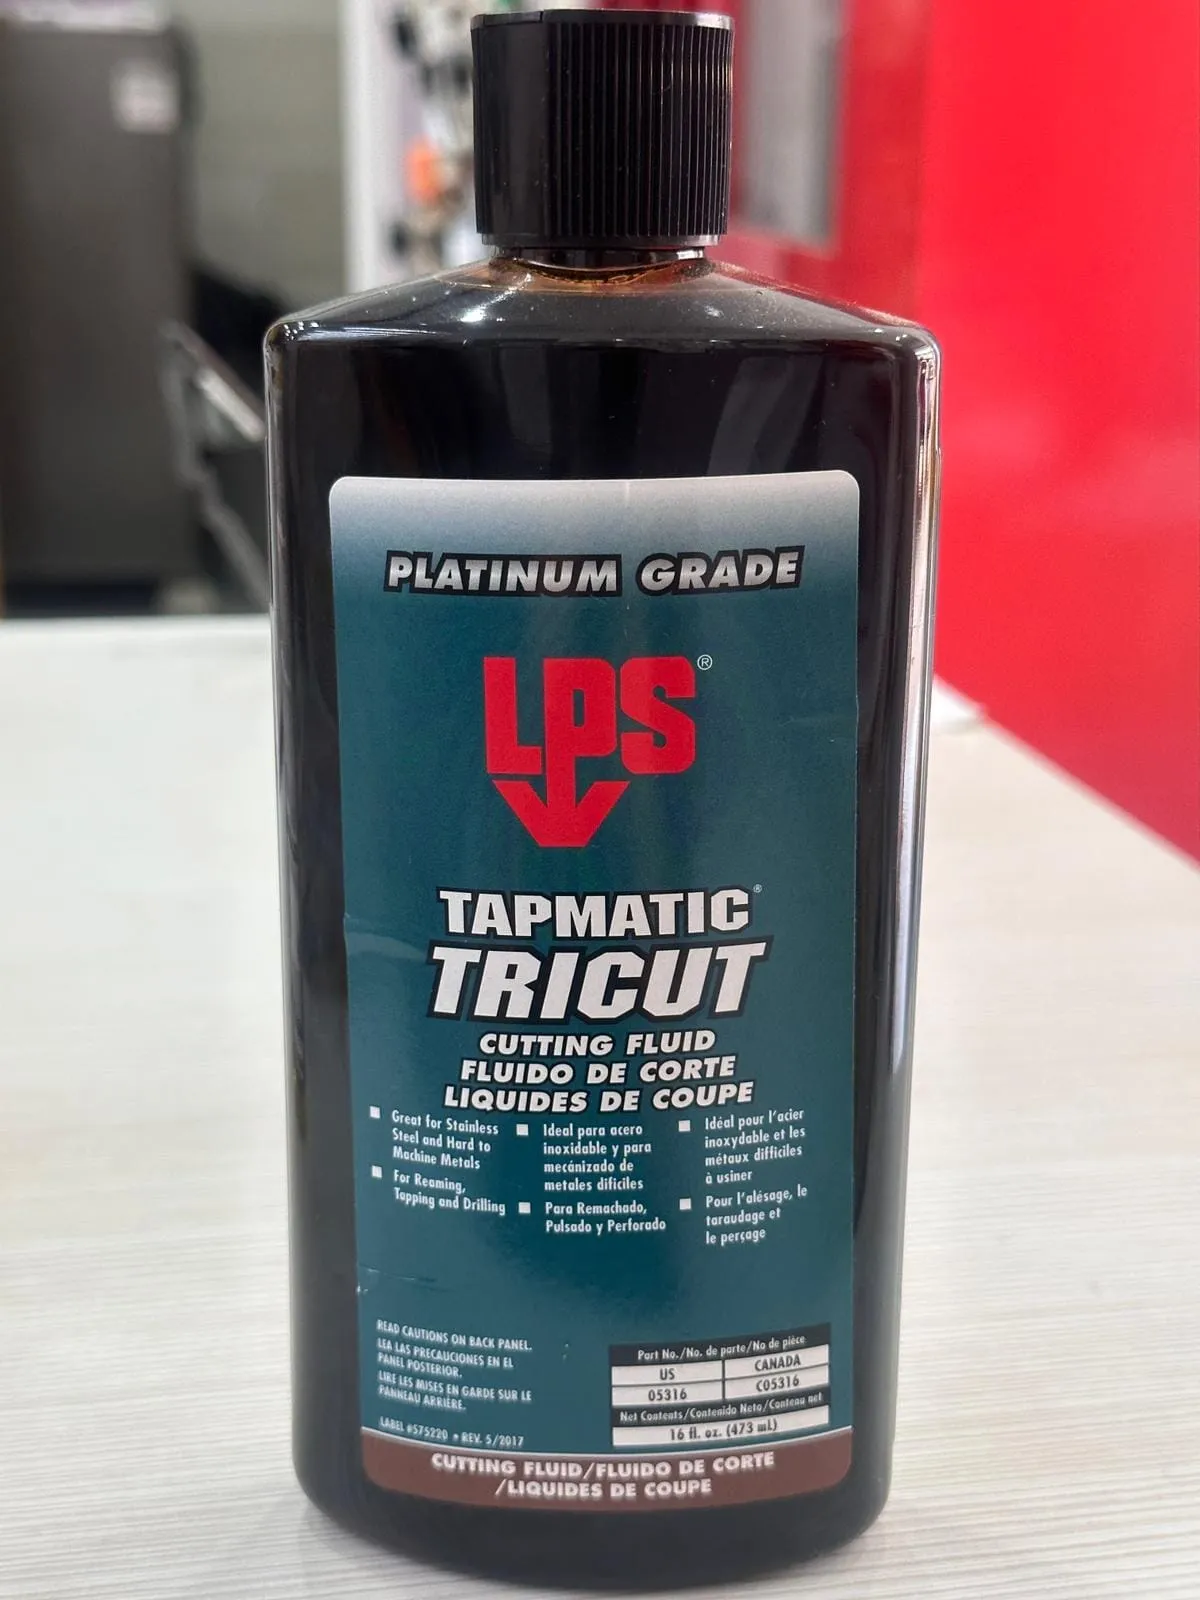 PLATINUM GRADE
LPS®
TAPMATIC®
TRICUT
CUTTING FLUID
FLUIDO DE CORTE
LIQUIDES DE COUPE
Great for Stainless
Steel and Hard to
Machine Metals
For Reaming,
Tapping and Drilling
Ideal para acero
inoxidable y para
mecánizado de
metales dificiles
Para Remachado,
Pulsado y Perforado
Idéal pour l'acier
inoxydable et les
métaux difficiles
à usiner
Pour l'alésage, le
taraudage et
le perçage
READ CAUTIONS ON BACK PANEL.
LEA LAS PRECAUCIONES EN EL
PANEL POSTERIOR.
LIRE LES MISES EN GARDE SUR LE
PANNEAU ARRIÈRE.
LABEL #575220 • REV. 5/2017
Part No./No. de parte/No de pièce
US CANADA
05316 C05316
Net Contents/Contenido Neto/Contenu net
16 fl. oz. (473 mL)
CUTTING FLUID/FLUIDO DE CORTE
/LIQUIDES DE COUPE